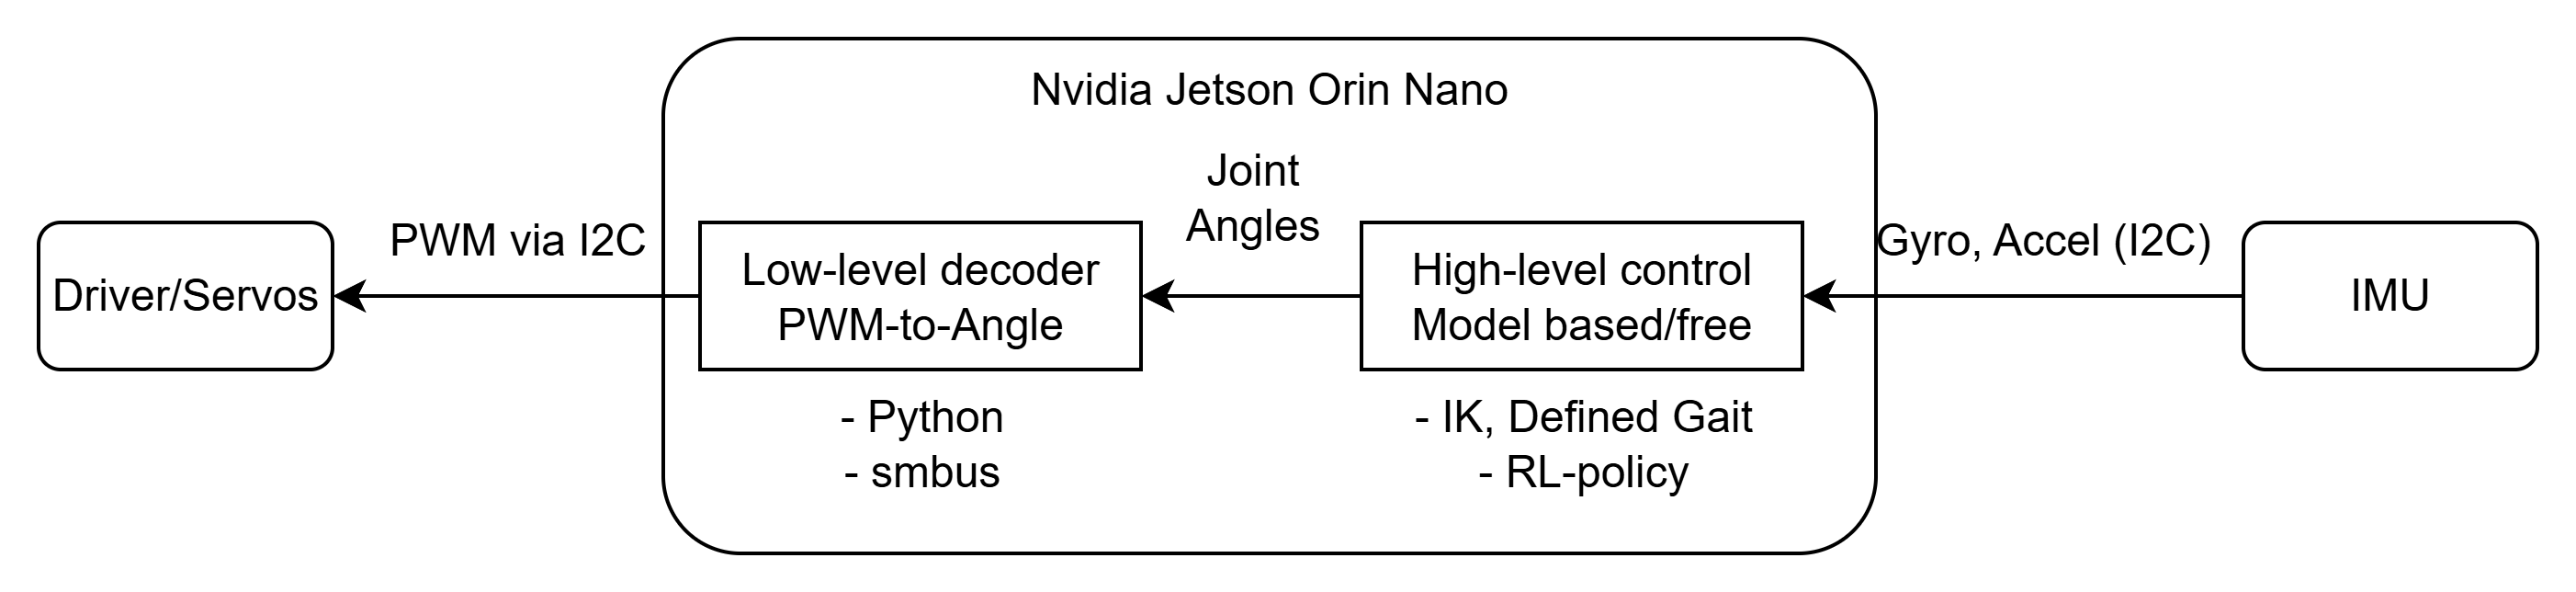 Nvidia Jetson Orin Nano
Driver/Servos
PWM via I2C
Low-level decoder
PWM-to-Angle
- Python
- smbus
Joint
Angles
High-level control
Model based/free
- IK, Defined Gait
- RL-policy
Gyro, Accel (I2C)
IMU